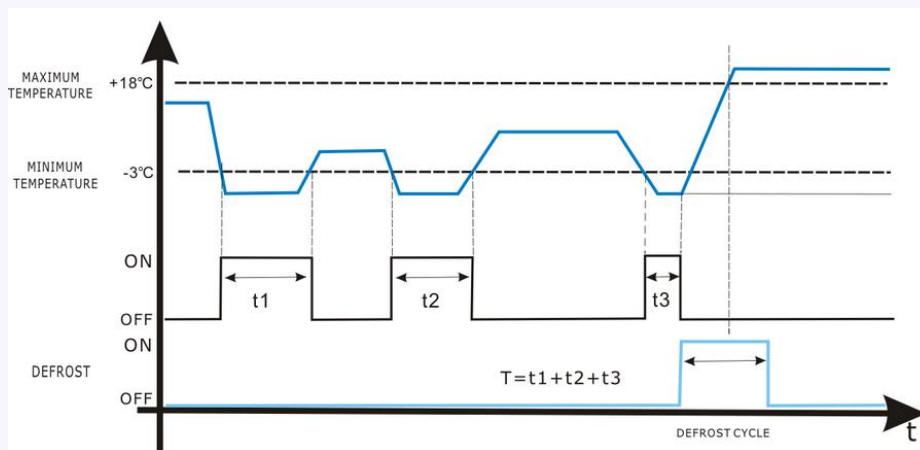 MAXIMUM
TEMPERATURE
+18℃
MINIMUM
TEMPERATURE
-3℃
ON
t1
t2
t3
OFF
ON
DEFROST
T=t1+t2+t3
OFF
DEFROST CYCLE
t